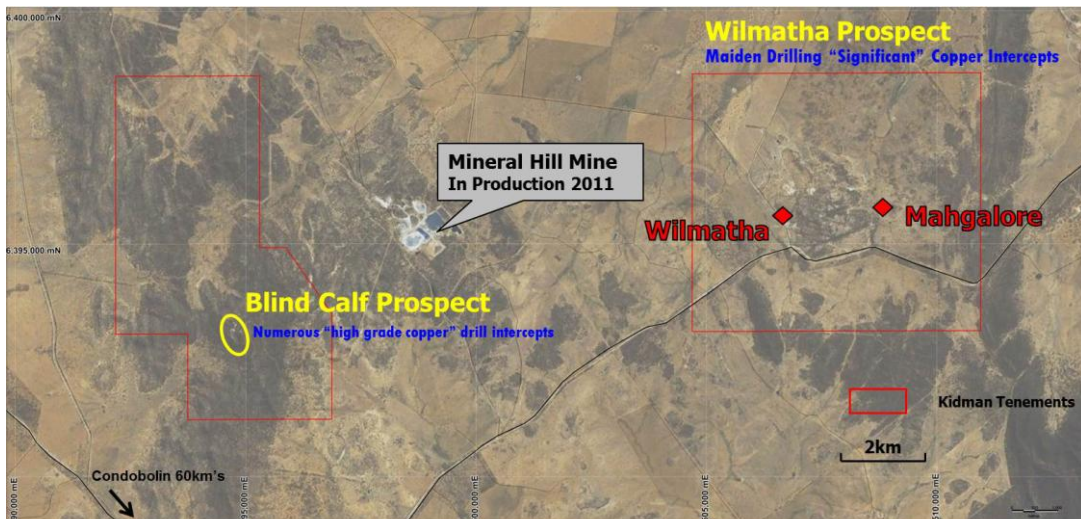 6.400.000 mN
Wilmatha Prospect
Maiden Drilling "Significant" Copper Intercepts
Mineral Hill Mine
In Production 2011
Wilmatha
Mahgalore
6.395.000 mN
Blind Calf Prospect
Numerous "high grade copper" drill intercepts
Kidman Tenements
2km
Condobolin 60km's